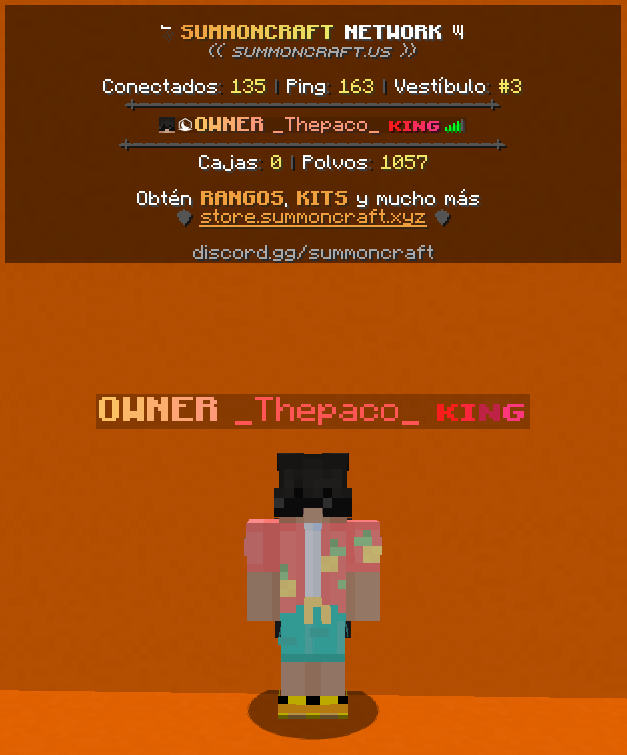 SUMMONCRAFT NETWORK
(( SUMMONCRAFT.US ))
Conectados: 135 | Ping: 163 | Vestíbulo: #3
OWNER _Thepaco_ KING
Cajas: 0 | Polvos: 1057
Obtén RANGOS, KITS y mucho más
store.summoncraft.xyz
discord.gg/summoncraft
OWNER _Thepaco_ KING